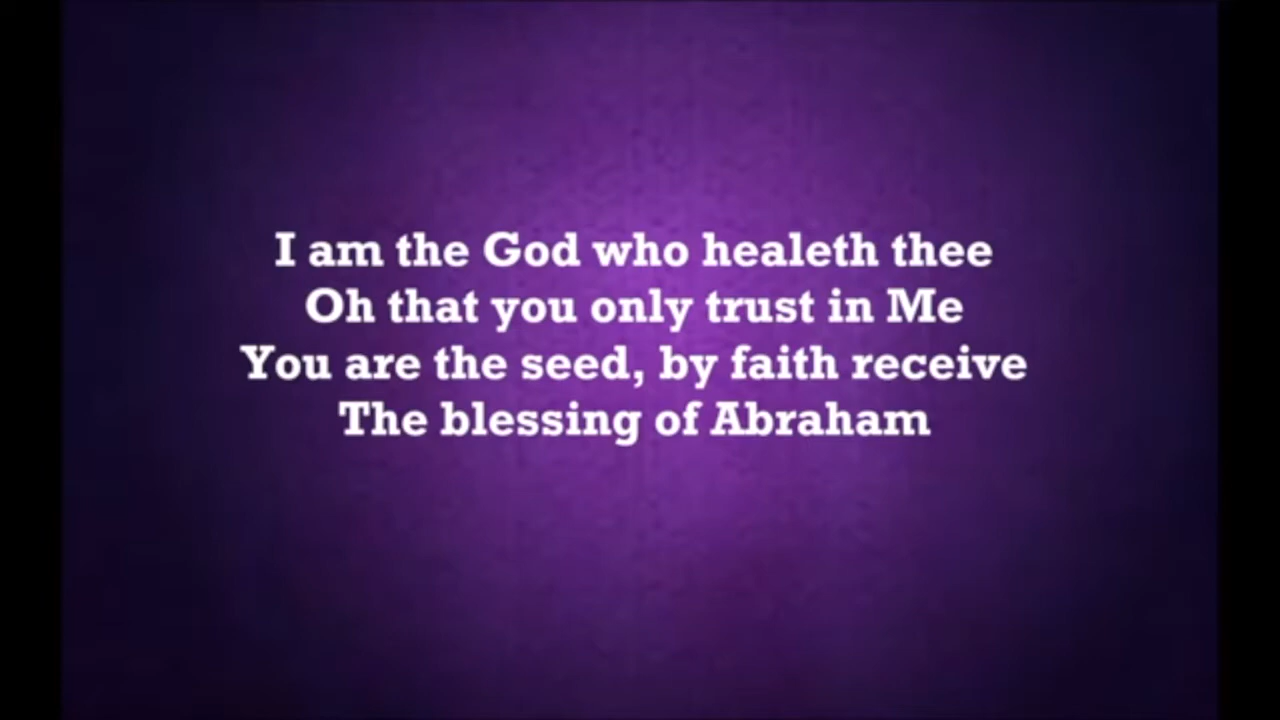 I am the God who healeth thee
Oh that you only trust in Me
You are the seed, by faith receive
The blessing of Abraham